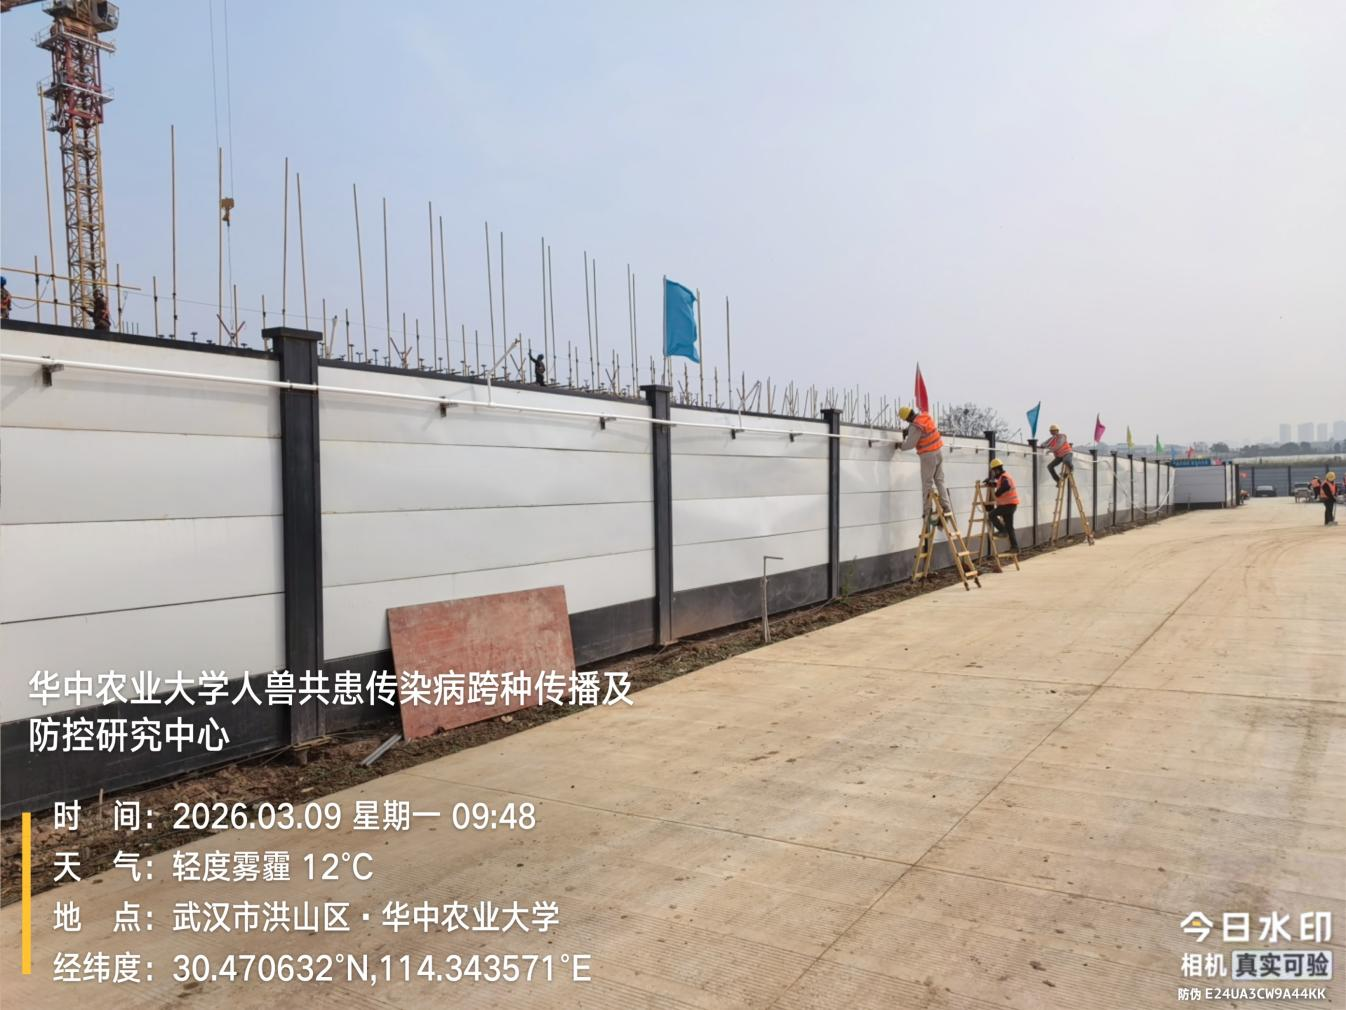 华中农业大学人兽共患传染病跨种传播及
防控研究中心
时 间：2026.03.09 星期一 09:48
天 气：轻度雾霾 12°C
地 点：武汉市洪山区·华中农业大学
经纬度：30.470632°N,114.343571°E
今日水印
相机 真实可验
防伪 E24UA3CW9A44KK